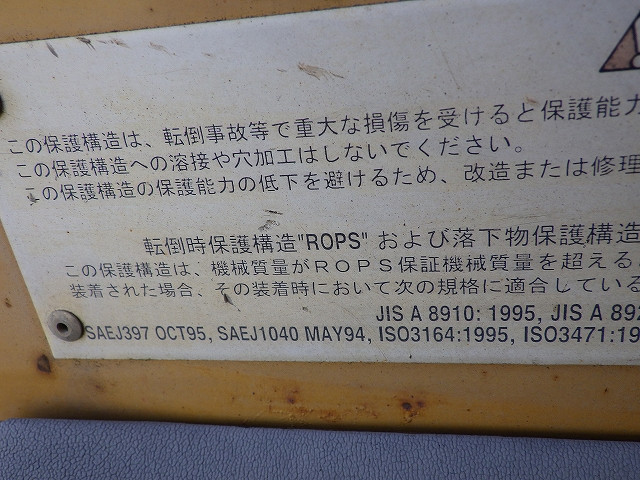 この保護構造は、転倒事故等で重大な損傷を受けると保護能力
この保護構造への溶接や穴加工はしないでください。
この保護構造の保護能力の低下を避けるため、改造または修理
転倒時保護構造"ROPS" および落下物保護構造
この保護構造は、機械質量がＲＯＰＳ保証機械質量を超える
装着された場合、その装着時において次の規格に適合している
JIS A 8910: 1995, JIS A 892
SAEJ397 OCT95, SAEJ1040 MAY94, ISO3164:1995, ISO3471:19